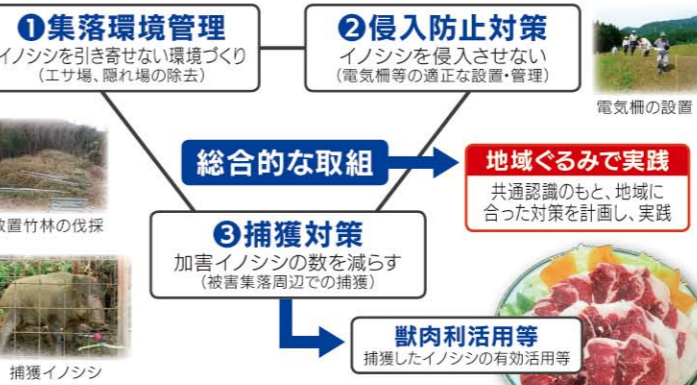 ❶集落環境管理
イノシシを引き寄せない環境づくり
（エサ場、隠れ場の除去）
❷侵入防止対策
イノシシを侵入させない
（電気柵等の適正な設置・管理）
電気柵の設置
総合的な取組
地域ぐるみで実践
共通認識のもと、地域に
合った対策を計画し、実践
放置竹林の伐採
❸捕獲対策
加害イノシシの数を減らす
（被害集落周辺での捕獲）
捕獲イノシシ
獣肉利活用等
捕獲したイノシシの有効活用等